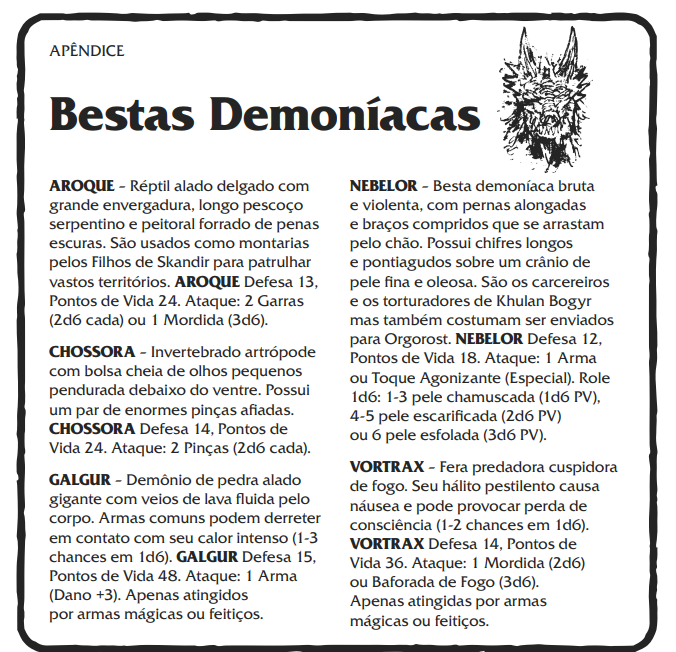 APÊNDICE
Bestas Demoníacas
AROQUE - Réptil alado delgado com
grande envergadura, longo pescoço
serpentino e peitoral forrado de penas
escuras. São usados como montarias
pelos Filhos de Skandir para patrulhar
vastos territórios. AROQUE Defesa 13,
Pontos de Vida 24. Ataque: 2 Garras
(2d6 cada) ou 1 Mordida (3d6).
CHOSSORA - Invertebrado artrópode
com bolsa cheia de olhos pequenos
pendurada debaixo do ventre. Possui
um par de enormes pinças afiadas.
CHOSSORA Defesa 14, Pontos de
Vida 24. Ataque: 2 Pinças (2d6 cada).
GALGUR - Demônio de pedra alado
gigante com veios de lava fluida pelo
corpo. Armas comuns podem derreter
em contato com seu calor intenso (1-3
chances em 1d6). GALGUR Defesa 15,
Pontos de Vida 48. Ataque: 1 Arma
(Dano +3). Apenas atingidos
por armas mágicas ou feitiços.
NEBELOR - Besta demoníaca bruta
e violenta, com pernas alongadas
e braços compridos que se arrastam
pelo chão. Possui chifres longos
e pontiagudos sobre um crânio de
pele fina e oleosa. São os carcereiros
e os torturadores de Khulan Bogyr
mas também costumam ser enviados
para Orgorost. NEBELOR Defesa 12,
Pontos de Vida 18. Ataque: 1 Arma
ou Toque Agonizante (Especial). Role
1d6: 1-3 pele chamuscada (1d6 PV),
4-5 pele escarificada (2d6 PV)
ou 6 pele esfolada (3d6 PV).
VORTRAX - Fera predadora cuspidora
de fogo. Seu hálito pestilento causa
náusea e pode provocar perda de
consciência (1-2 chances em 1d6).
VORTRAX Defesa 14, Pontos de
Vida 36. Ataque: 1 Mordida (2d6)
ou Baforada de Fogo (3d6).
Apenas atingidas por armas
mágicas ou feitiços.